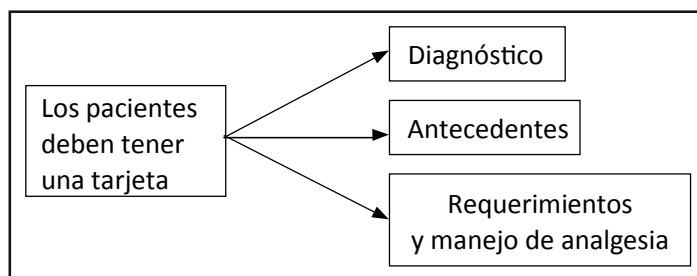 Los pacientes
deben tener
una tarjeta
Diagnóstico
Antecedentes
Requerimientos
y manejo de analgesia